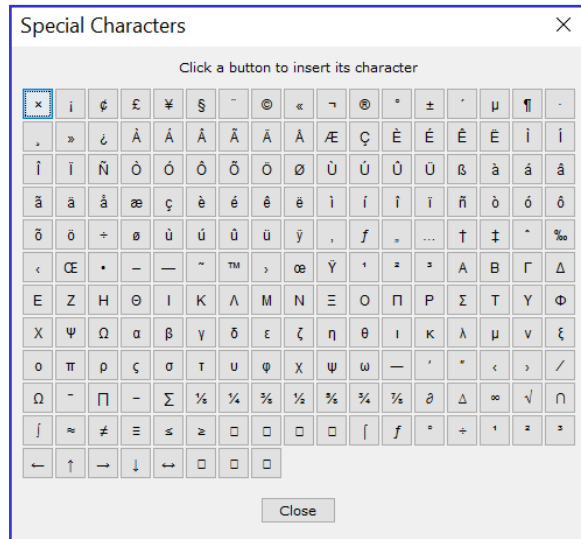 Special Characters
Click a button to insert its character
× ¡ ¢ £ ¥ § ¨ © « ¬ ® ° ± ´ µ ¶ ·
¸ » ¿ À Á Â Ã Ä Å Æ Ç È É Ê Ë Ì Í
Î Ï Ñ Ò Ó Ô Õ Ö Ø Ù Ú Û Ü ß à á â
ã ä å æ ç è é ê ë ì í î ï ñ ò ó ô
õ ö ÷ ø ù ú û ü ÿ ‚ ƒ „ … † ‡ ˆ ‰
‹ Œ • – — ˜ ™ › œ Ÿ ¹ ² ³ Α Β Γ Δ
Ε Ζ Η Θ Ι Κ Λ Μ Ν Ξ Ο Π Ρ Σ Τ Υ Φ
Χ Ψ Ω α β γ δ ε ζ η θ ι κ λ μ ν ξ
ο π ρ ς σ τ υ φ χ ψ ω ― ′ ″ ‹ › ⁄
Ω ‾ ∏ − ∑ ⅛ ¼ ⅜ ½ ⅝ ¾ ⅞ ∂ ∆ ∞ √ ∩
∫ ≈ ≠ ≡ ≤ ≥ □ □ □ □ ⌠ ƒ ° ÷ ¹ ² ³
← ↑ → ↓ ↔ □ □ □
Close